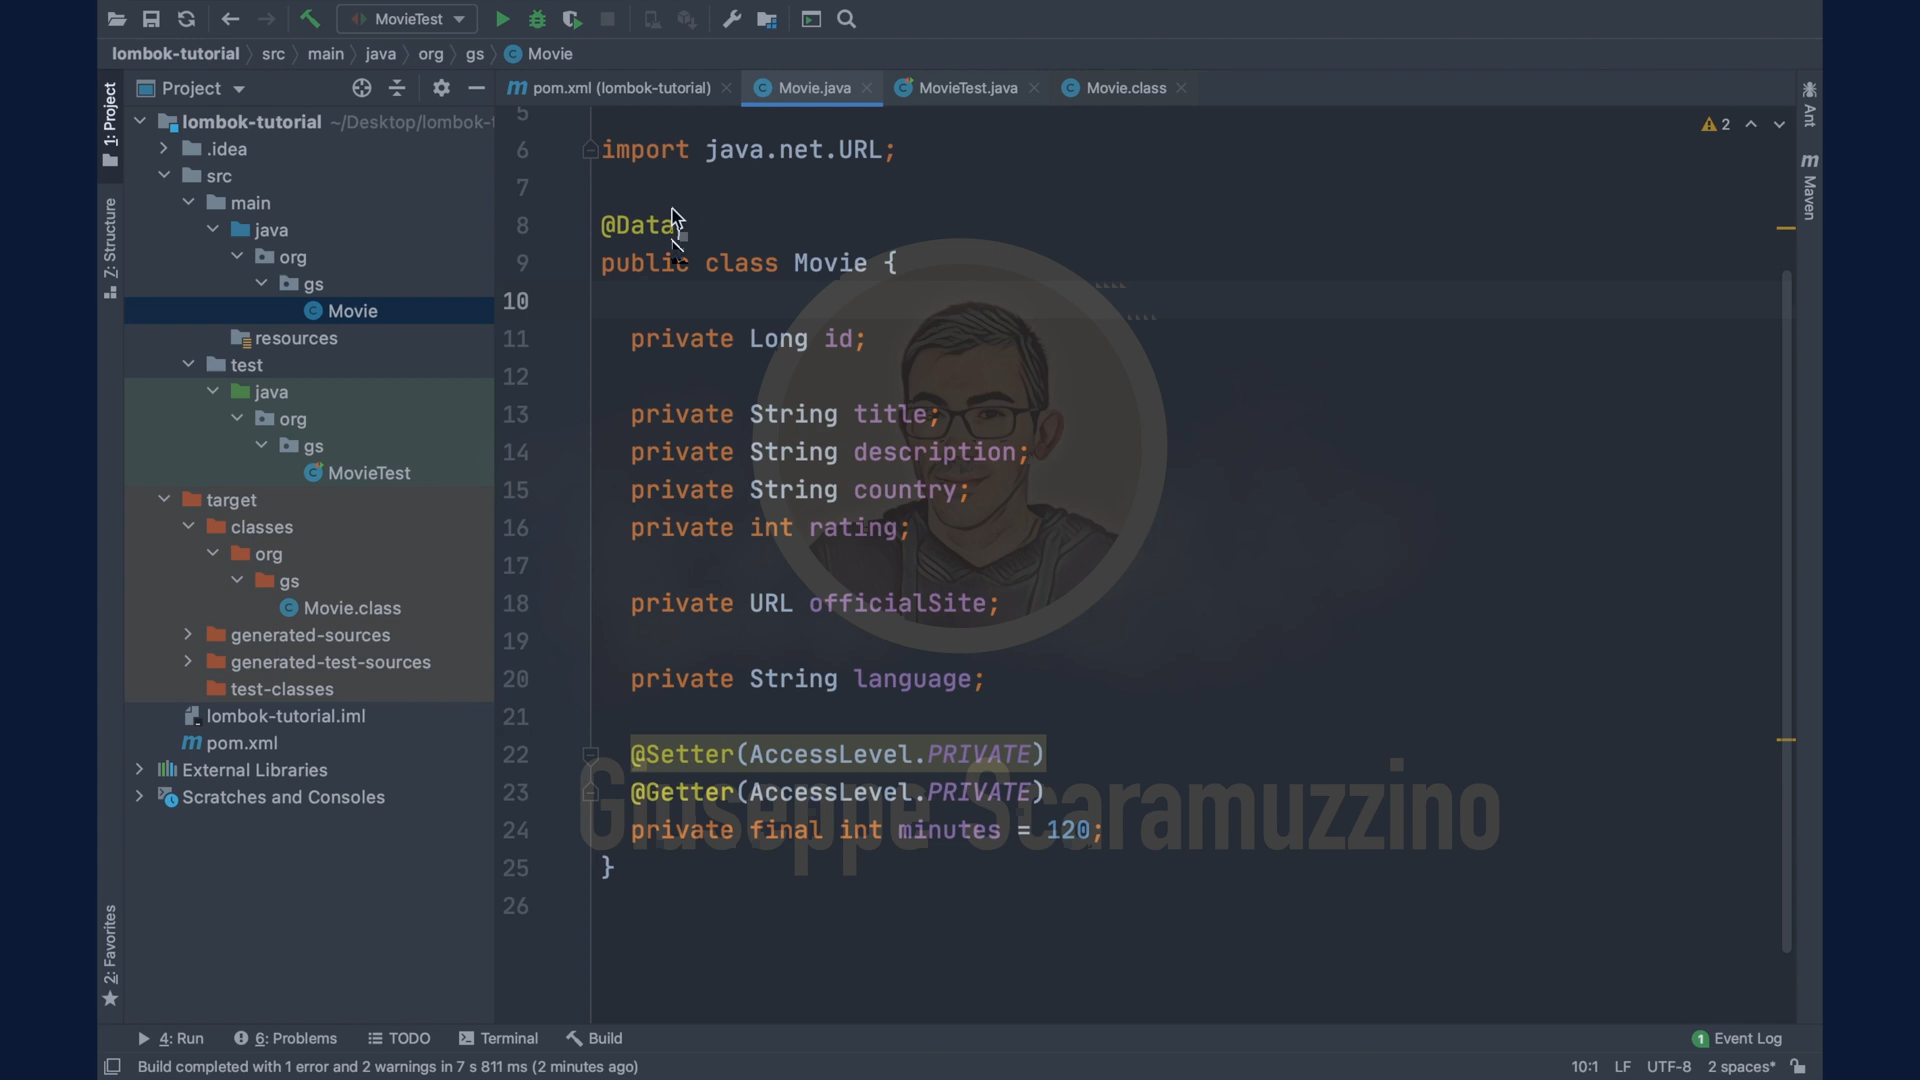 MovieTest
lombok-tutorial
src
main
java
org
gs
Movie
Project
pom.xml (lombok-tutorial)
Movie.java
MovieTest.java
Movie.class
1: Project
Z: Structure
2: Favorites
Ant
Maven
lombok-tutorial ~/Desktop/lombok-t
.idea
src
main
java
org
gs
Movie
resources
test
java
org
gs
MovieTest
target
classes
org
gs
Movie.class
generated-sources
generated-test-sources
test-classes
lombok-tutorial.iml
pom.xml
External Libraries
Scratches and Consoles
2
5
6 import java.net.URL;
7
8 @Data
9 public class Movie {
10
11 private Long id;
12
13 private String title;
14 private String description;
15 private String country;
16 private int rating;
17
18 private URL officialSite;
19
20 private String language;
21
22 @Setter(AccessLevel.PRIVATE)
23 @Getter(AccessLevel.PRIVATE)
24 private final int minutes = 120;
25 }
26
Giuseppe Scaramuzzino
4: Run
6: Problems
TODO
Terminal
Build
1 Event Log
Build completed with 1 error and 2 warnings in 7 s 811 ms (2 minutes ago)
10:1 LF UTF-8 2 spaces*